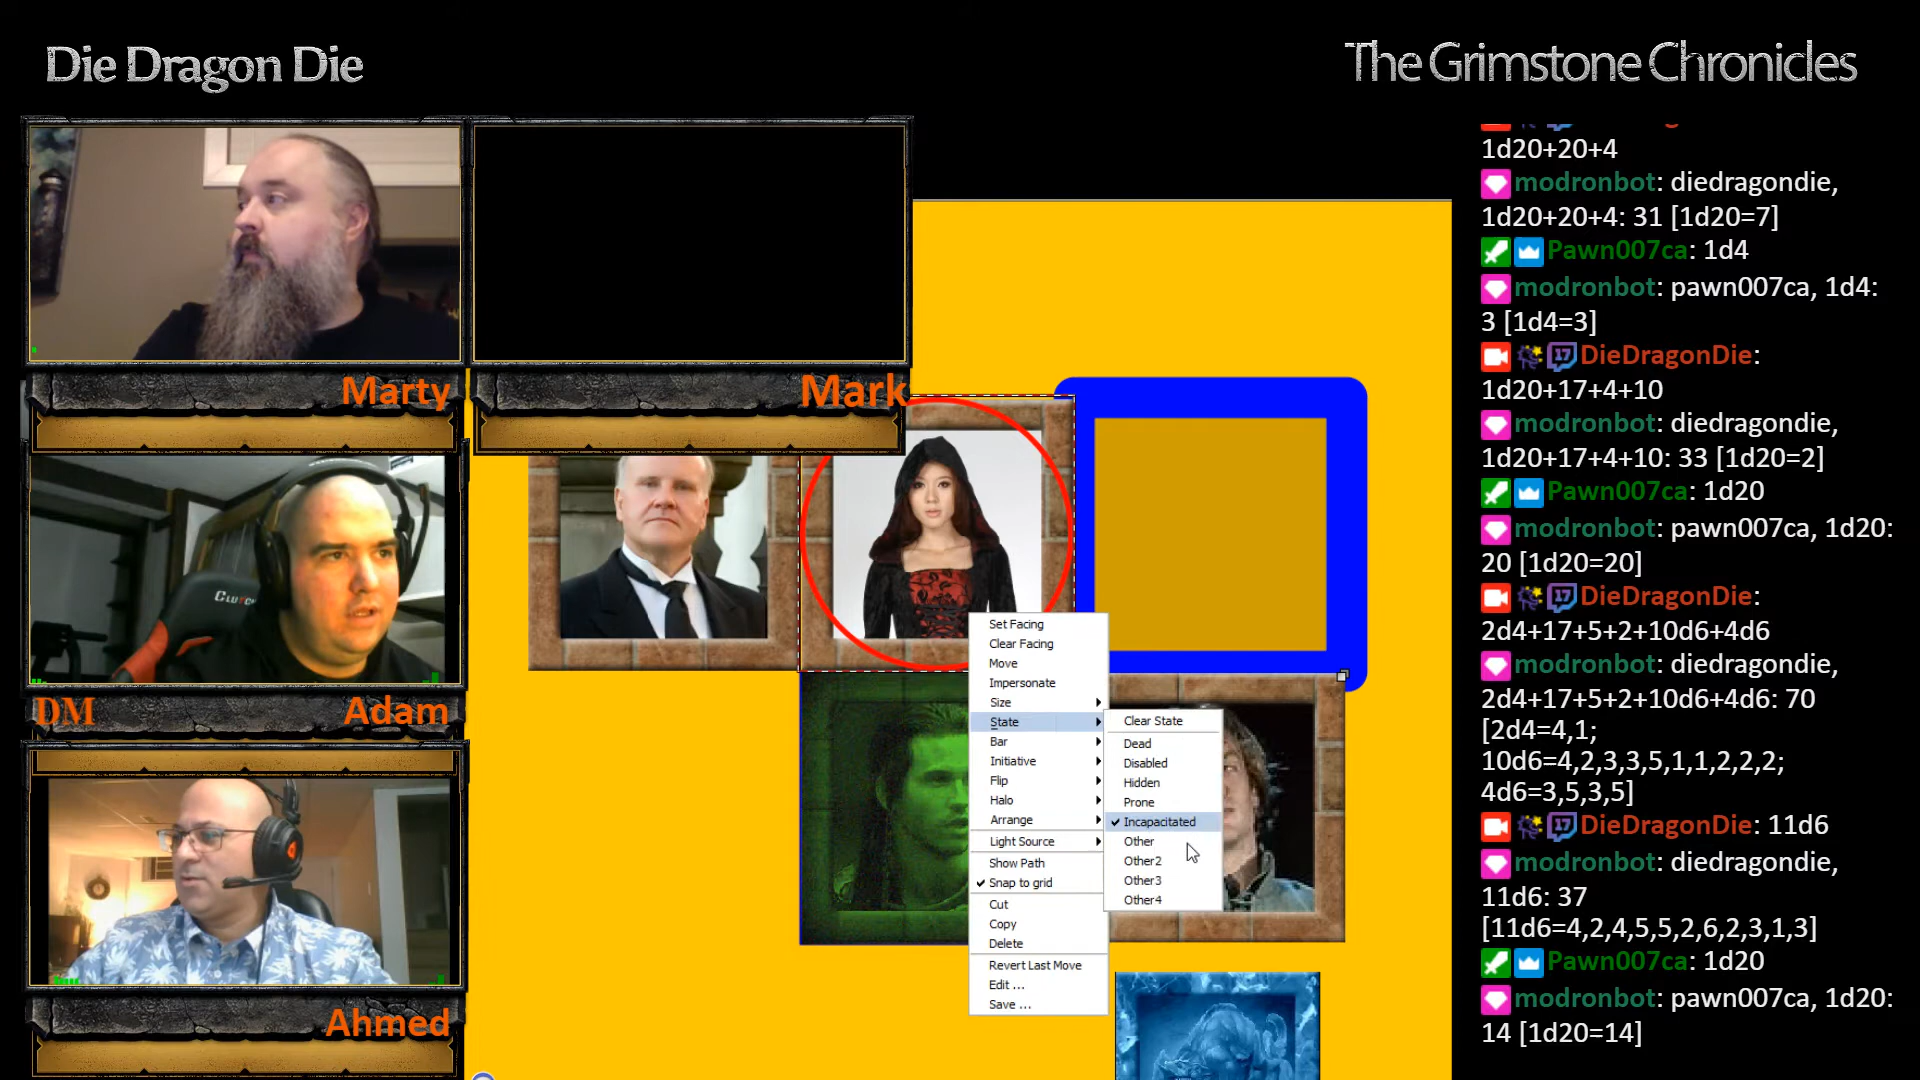 Die Dragon Die
The Grimstone Chronicles
Marty
Mark
DM
Adam
Ahmed
CLUTCH
Set Facing
Clear Facing
Move
Impersonate
Size
State
Bar
Initiative
Flip
Halo
Arrange
Light Source
Show Path
Snap to grid
Cut
Copy
Delete
Revert Last Move
Edit ...
Save ...
Clear State
Dead
Disabled
Hidden
Prone
Incapacitated
Other
Other2
Other3
Other4
1d20+20+4
modronbot: diedragondie,
1d20+20+4: 31 [1d20=7]
Pawn007ca: 1d4
modronbot: pawn007ca, 1d4:
3 [1d4=3]
17 DieDragonDie:
1d20+17+4+10
modronbot: diedragondie,
1d20+17+4+10: 33 [1d20=2]
Pawn007ca: 1d20
modronbot: pawn007ca, 1d20:
20 [1d20=20]
17 DieDragonDie:
2d4+17+5+2+10d6+4d6
modronbot: diedragondie,
2d4+17+5+2+10d6+4d6: 70
[2d4=4,1;
10d6=4,2,3,3,5,1,1,2,2,2;
4d6=3,5,3,5]
17 DieDragonDie: 11d6
modronbot: diedragondie,
11d6: 37
[11d6=4,2,4,5,5,2,6,2,3,1,3]
Pawn007ca: 1d20
modronbot: pawn007ca, 1d20:
14 [1d20=14]